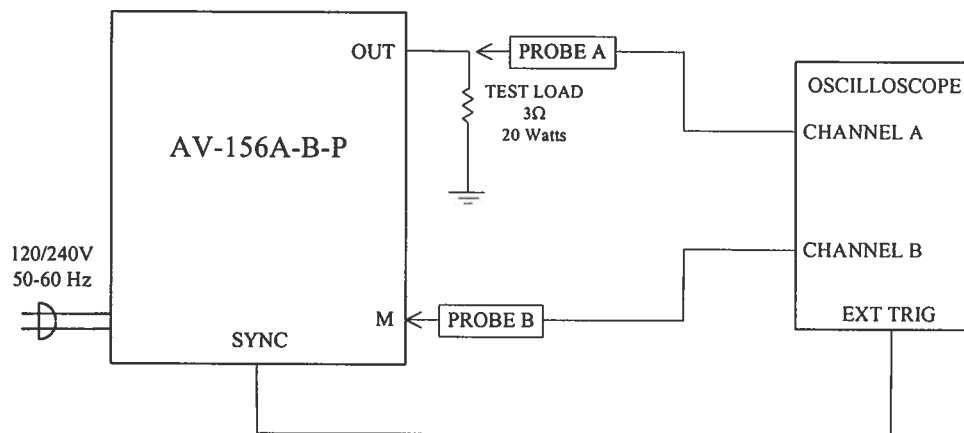 OUT
PROBE A
TEST LOAD
3Ω
20 Watts
OSCILLOSCOPE
CHANNEL A
AV-156A-B-P
120/240V
50-60 Hz
CHANNEL B
M
PROBE B
SYNC
EXT TRIG